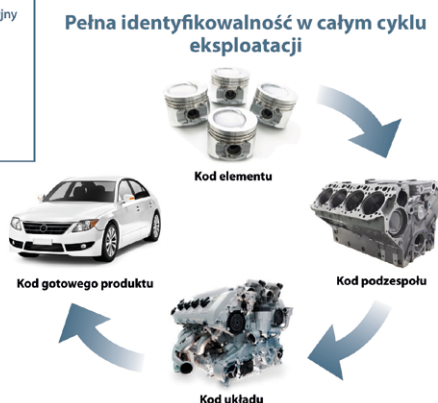 Pełna identyfikowalność w całym cyklu
eksploatacji
Kod elementu
Kod podzespołu
Kod gotowego produktu
Kod układu